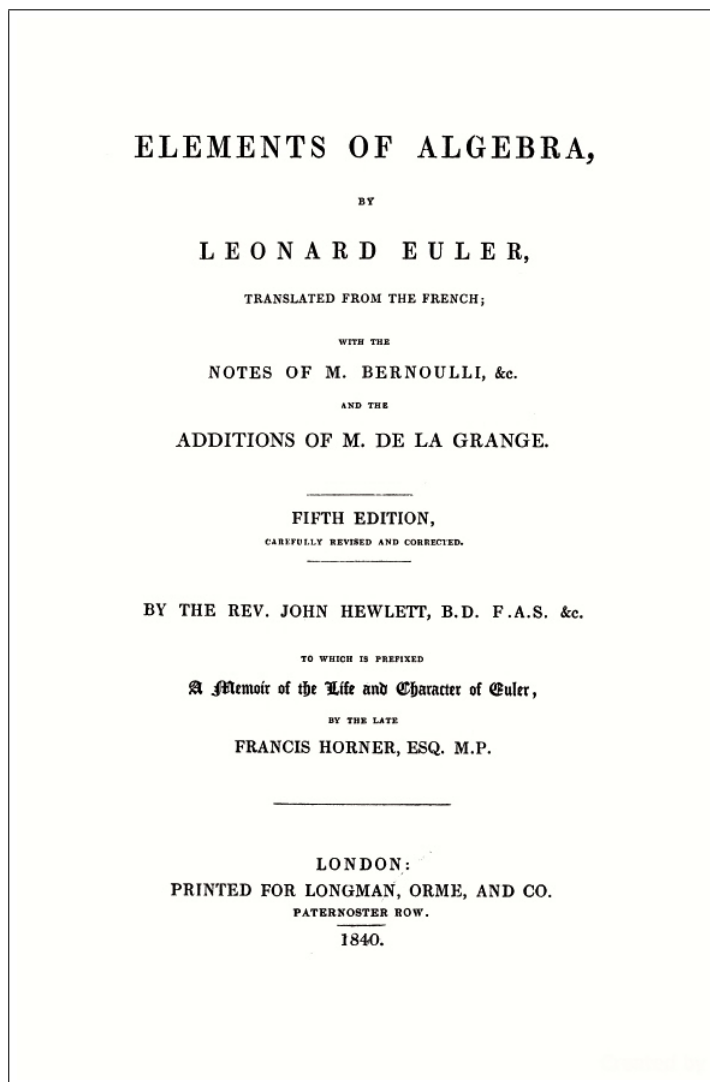 ELEMENTS OF ALGEBRA,
BY
LEONARD EULER,
TRANSLATED FROM THE FRENCH;
WITH THE
NOTES OF M. BERNOULLI, &c.
AND THE
ADDITIONS OF M. DE LA GRANGE.
FIFTH EDITION,
CAREFULLY REVISED AND CORRECTED.
BY THE REV. JOHN HEWLETT, B.D. F.A.S. &c.
TO WHICH IS PREFIXED
A Memoir of the Life and Character of Euler,
BY THE LATE
FRANCIS HORNER, ESQ. M.P.
LONDON:
PRINTED FOR LONGMAN, ORME, AND CO.
PATERNOSTER ROW.
1840.